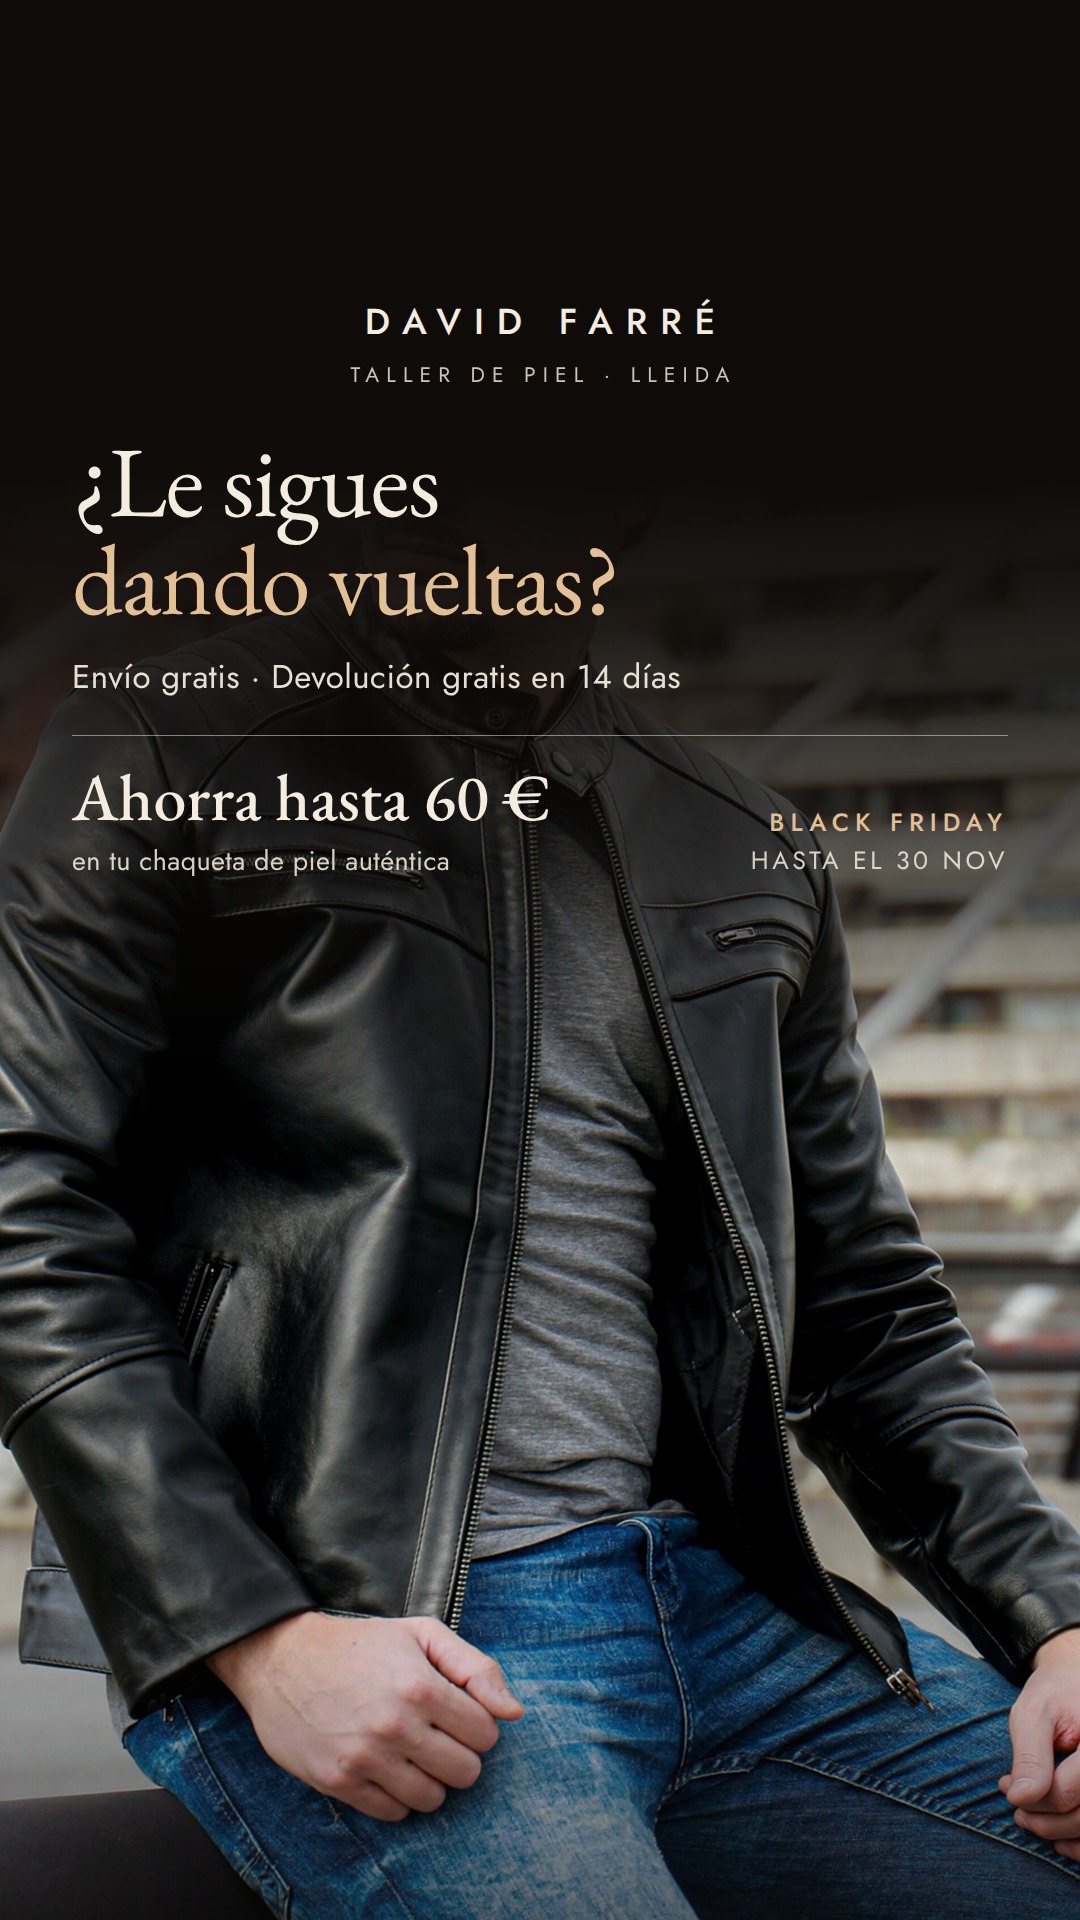 DAVID FARRÉ
TALLER DE PIEL · LLEIDA
¿Le sigues
dando vueltas?
Envío gratis · Devolución gratis en 14 días
Ahorra hasta 60 €
en tu chaqueta de piel auténtica
BLACK FRIDAY
HASTA EL 30 NOV